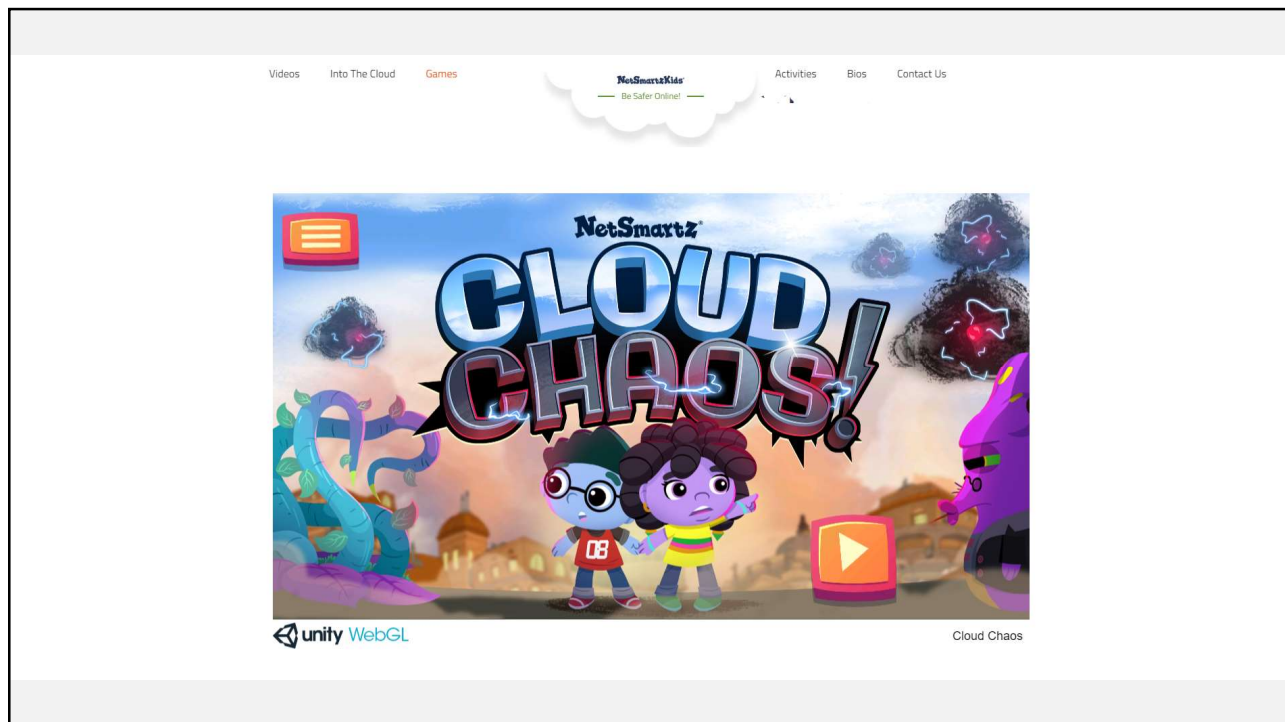 Videos Into The Cloud Games NetSmartzKids® Activities Bios Contact Us
Be Safer Online!
NetSmartz®
CLOUD
CHAOS!
08
unity WebGL Cloud Chaos